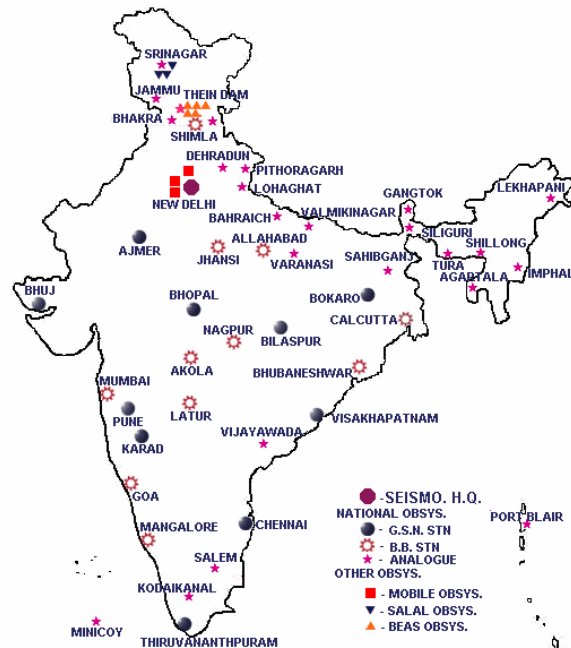 SRINAGAR
JAMMU
THEIN DAM
BHAKRA
SHIMLA
DEHRADUN
PITHORAGARH
LOHAGHAT
NEW DELHI
GANGTOK
LEKHAPANI
BAHRAICH
VALMIKINAGAR
SILIGURI
AJMER
JHANSI
ALLAHABAD
VARANASI
SAHIBGANJ
TURA
SHILLONG
IMPHAL
AGARTALA
BHUJ
BHOPAL
BOKARO
CALCUTTA
NAGPUR
BILASPUR
AKOLA
BHUBANESHWAR
MUMBAI
LATUR
PUNE
VISAKHAPATNAM
VIJAYAWADA
KARAD
GOA
MANGALORE
CHENNAI
PORT BLAIR
SALEM
KODAIKANAL
MINICOY
THIRUVANANTHPURAM
-SEISMO. H.Q.
NATIONAL OBSYS.
- G.S.N. STN
- B.B. STN
- ANALOGUE
OTHER OBSYS.
- MOBILE OBSYS.
- SALAL OBSYS.
- BEAS OBSYS.